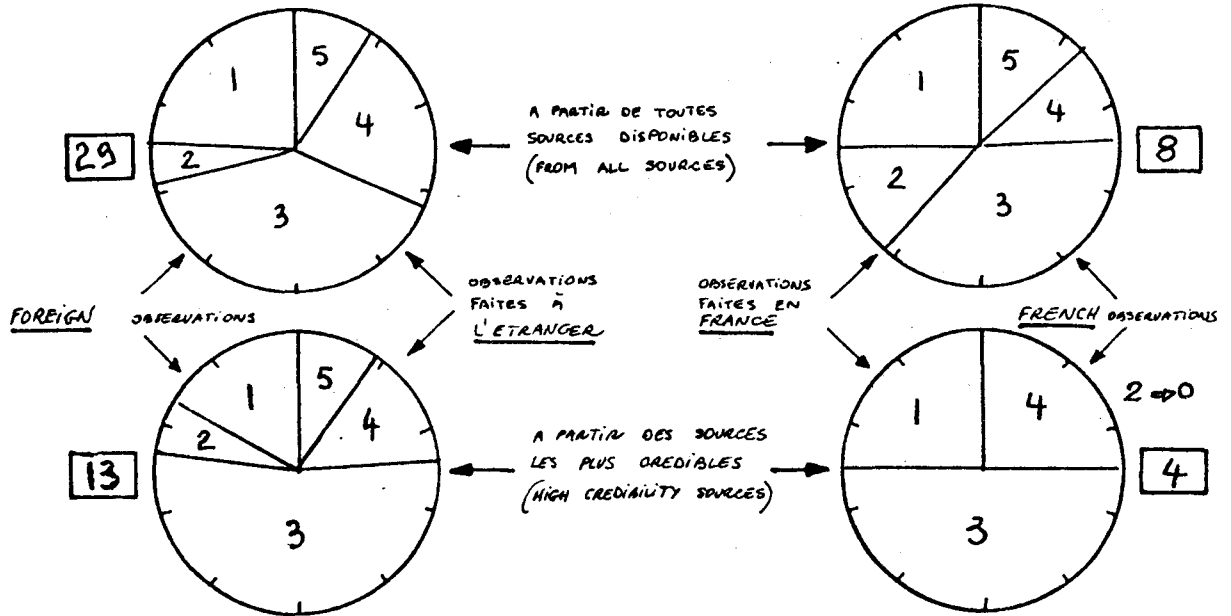 5
1
4
2
3
29
A PARTIR DE TOUTES
SOURCES DISPONIBLES
(FROM ALL SOURCES)
5
1
4
2
3
8
FOREIGN OBSERVATIONS
OBSERVATIONS
FAITES À
L'ETRANGER
OBSERVATIONS
FAITES EN
FRANCE
FRENCH OBSERVATIONS
5
1
4
2
3
13
A PARTIR DES SOURCES
LES PLUS CREDIBLES
(HIGH CREDIBILITY SOURCES)
1
4
3
2 ⇒ 0
4